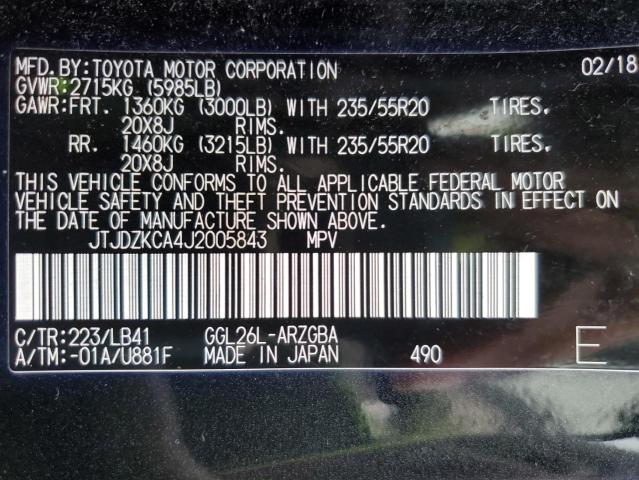 MFD. BY: TOYOTA MOTOR CORPORATION 02/18
GVWR: 2715KG (5985LB)
GAWR: FRT. 1360KG (3000LB) WITH 235/55R20 TIRES.
20X8J RIMS.
RR. 1460KG (3215LB) WITH 235/55R20 TIRES.
20X8J RIMS.
THIS VEHICLE CONFORMS TO ALL APPLICABLE FEDERAL MOTOR
VEHICLE SAFETY AND THEFT PREVENTION STANDARDS IN EFFECT ON
THE DATE OF MANUFACTURE SHOWN ABOVE.
JTJDZKCA4J2005843 MPV
C/TR: 223/LB41 GGL26L-ARZGBA
A/TM: -01A/U881F MADE IN JAPAN 490 E